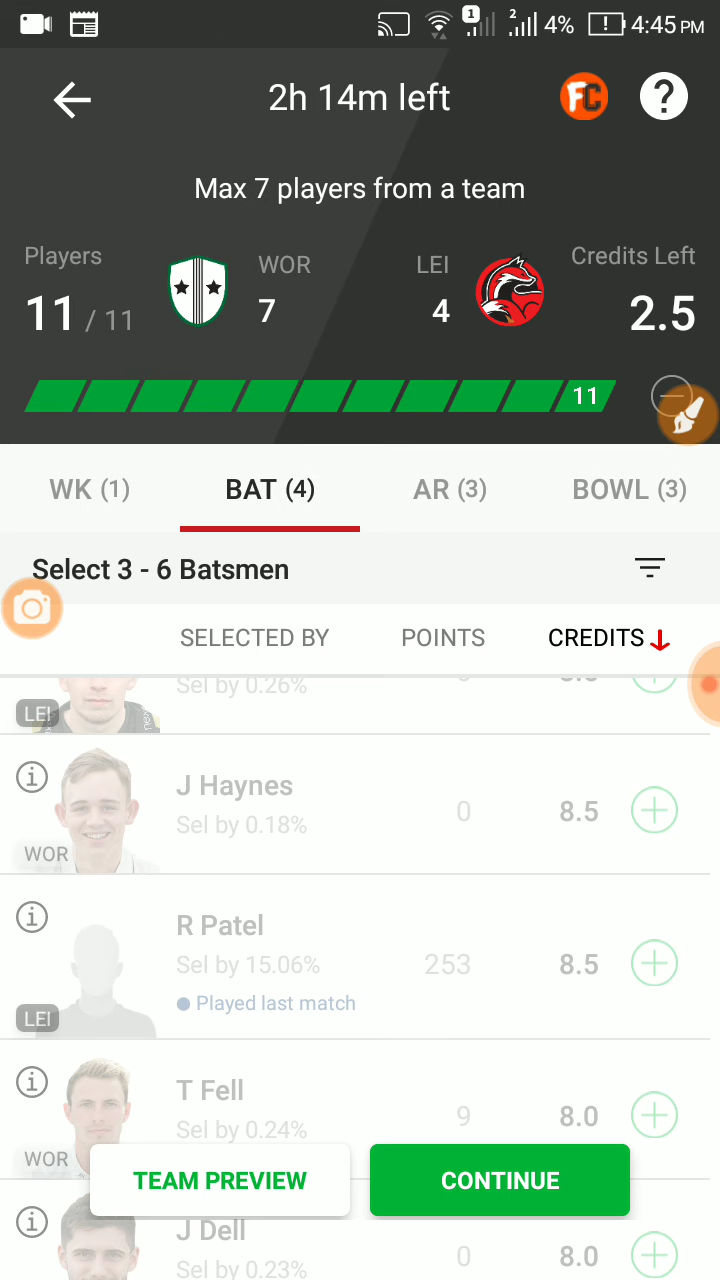 1 2 4% 4:45 PM
2h 14m left FC ?
Max 7 players from a team
Players WOR LEI Credits Left
11 / 11 7 4 2.5
11
WK (1) BAT (4) AR (3) BOWL (3)
Select 3 - 6 Batsmen
SELECTED BY POINTS CREDITS
Sel by 0.26%
LEI
J Haynes
Sel by 0.18% 0 8.5
WOR
R Patel
Sel by 15.06% 253 8.5
Played last match
LEI
T Fell
Sel by 0.24% 9 8.0
WOR
TEAM PREVIEW CONTINUE
J Dell
Sel by 0.23% 0 8.0